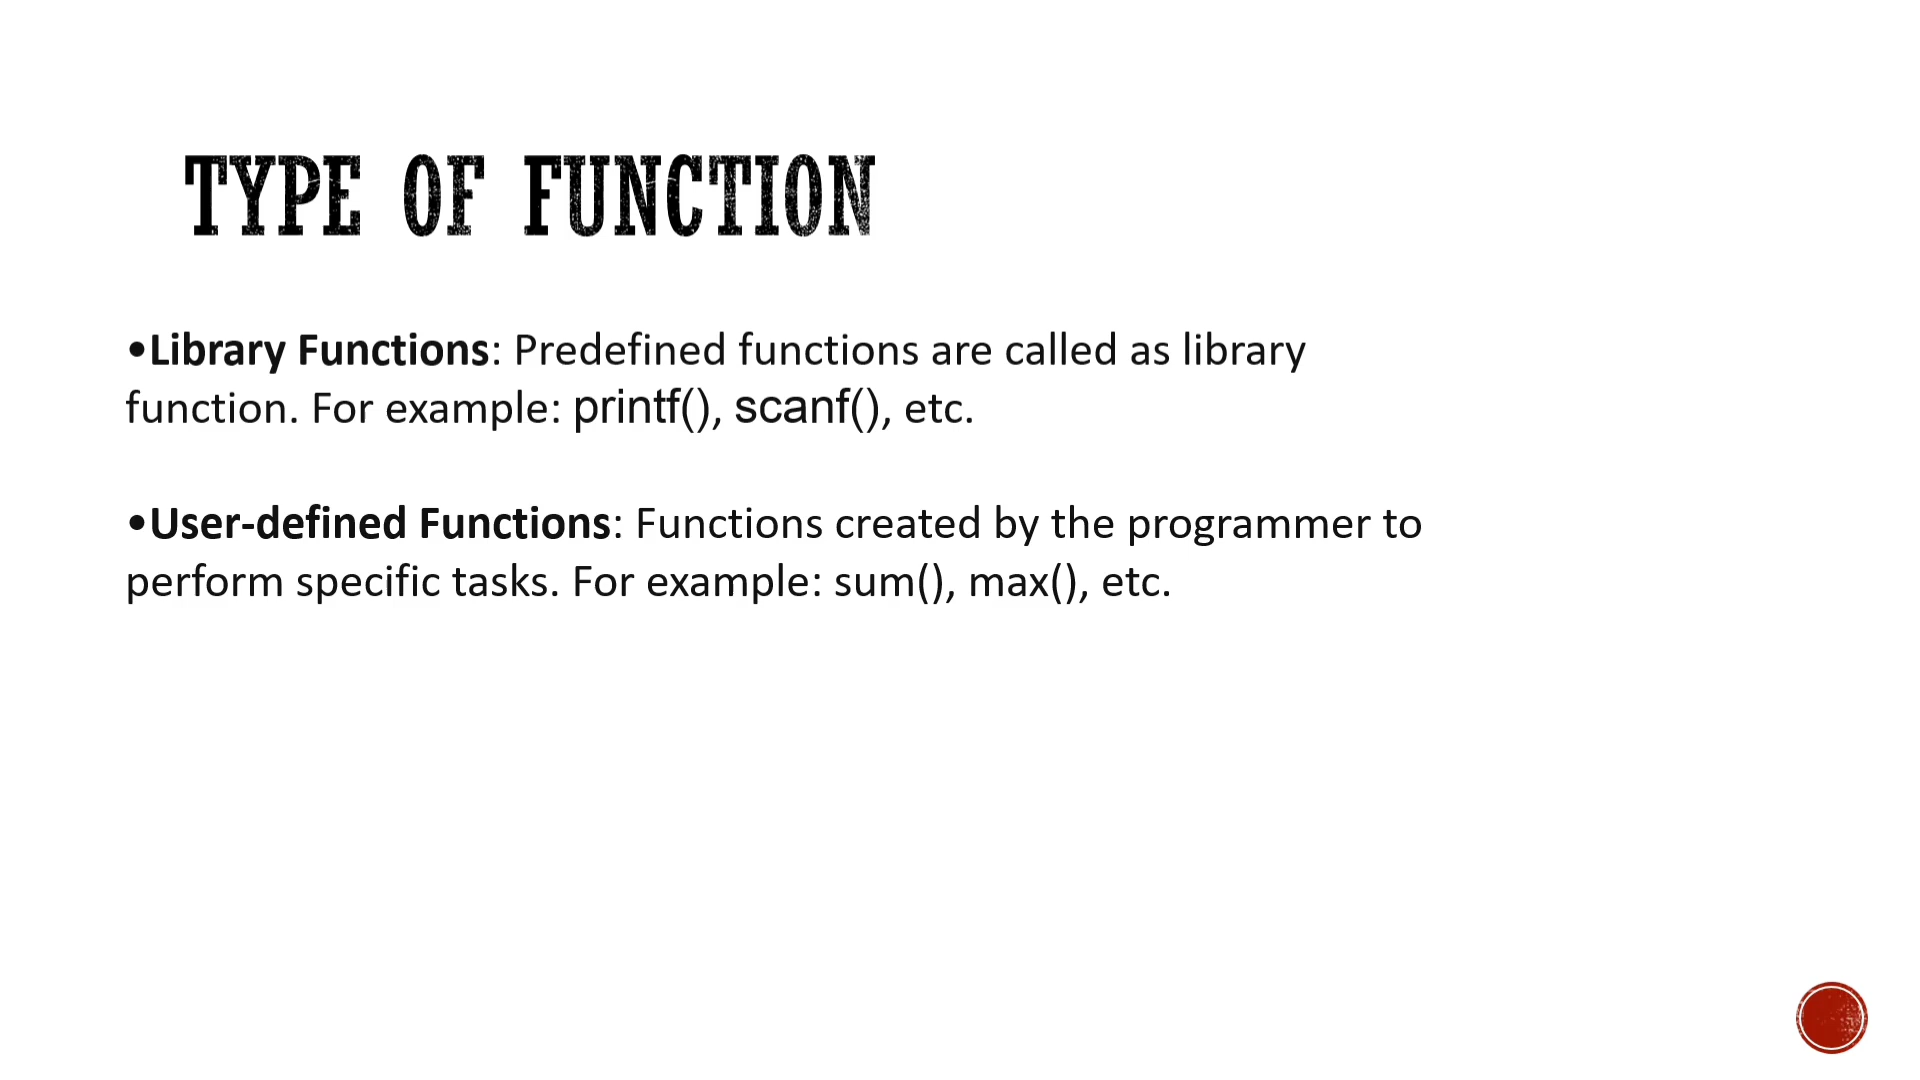 TYPE OF FUNCTION
•Library Functions: Predefined functions are called as library
function. For example: printf(), scanf(), etc.
•User-defined Functions: Functions created by the programmer to
perform specific tasks. For example: sum(), max(), etc.